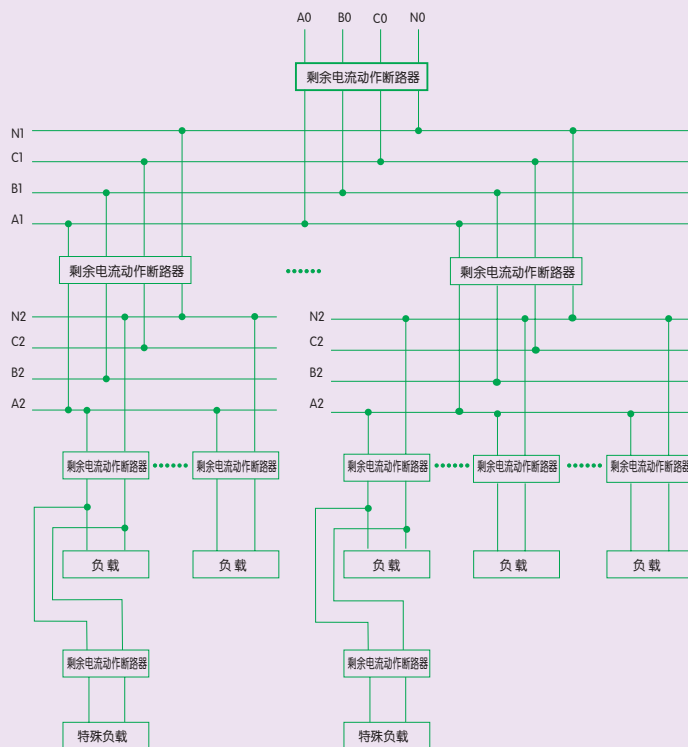 A0 B0 C0 N0
剩余电流动作断路器
N1
C1
B1
A1
剩余电流动作断路器 剩余电流动作断路器
N2 N2
C2 C2
B2 B2
A2 A2
剩余电流动作断路器 剩余电流动作断路器 剩余电流动作断路器 剩余电流动作断路器 剩余电流动作断路器
负 载 负 载 负 载 负 载 负 载
剩余电流动作断路器 剩余电流动作断路器
特殊负载 特殊负载